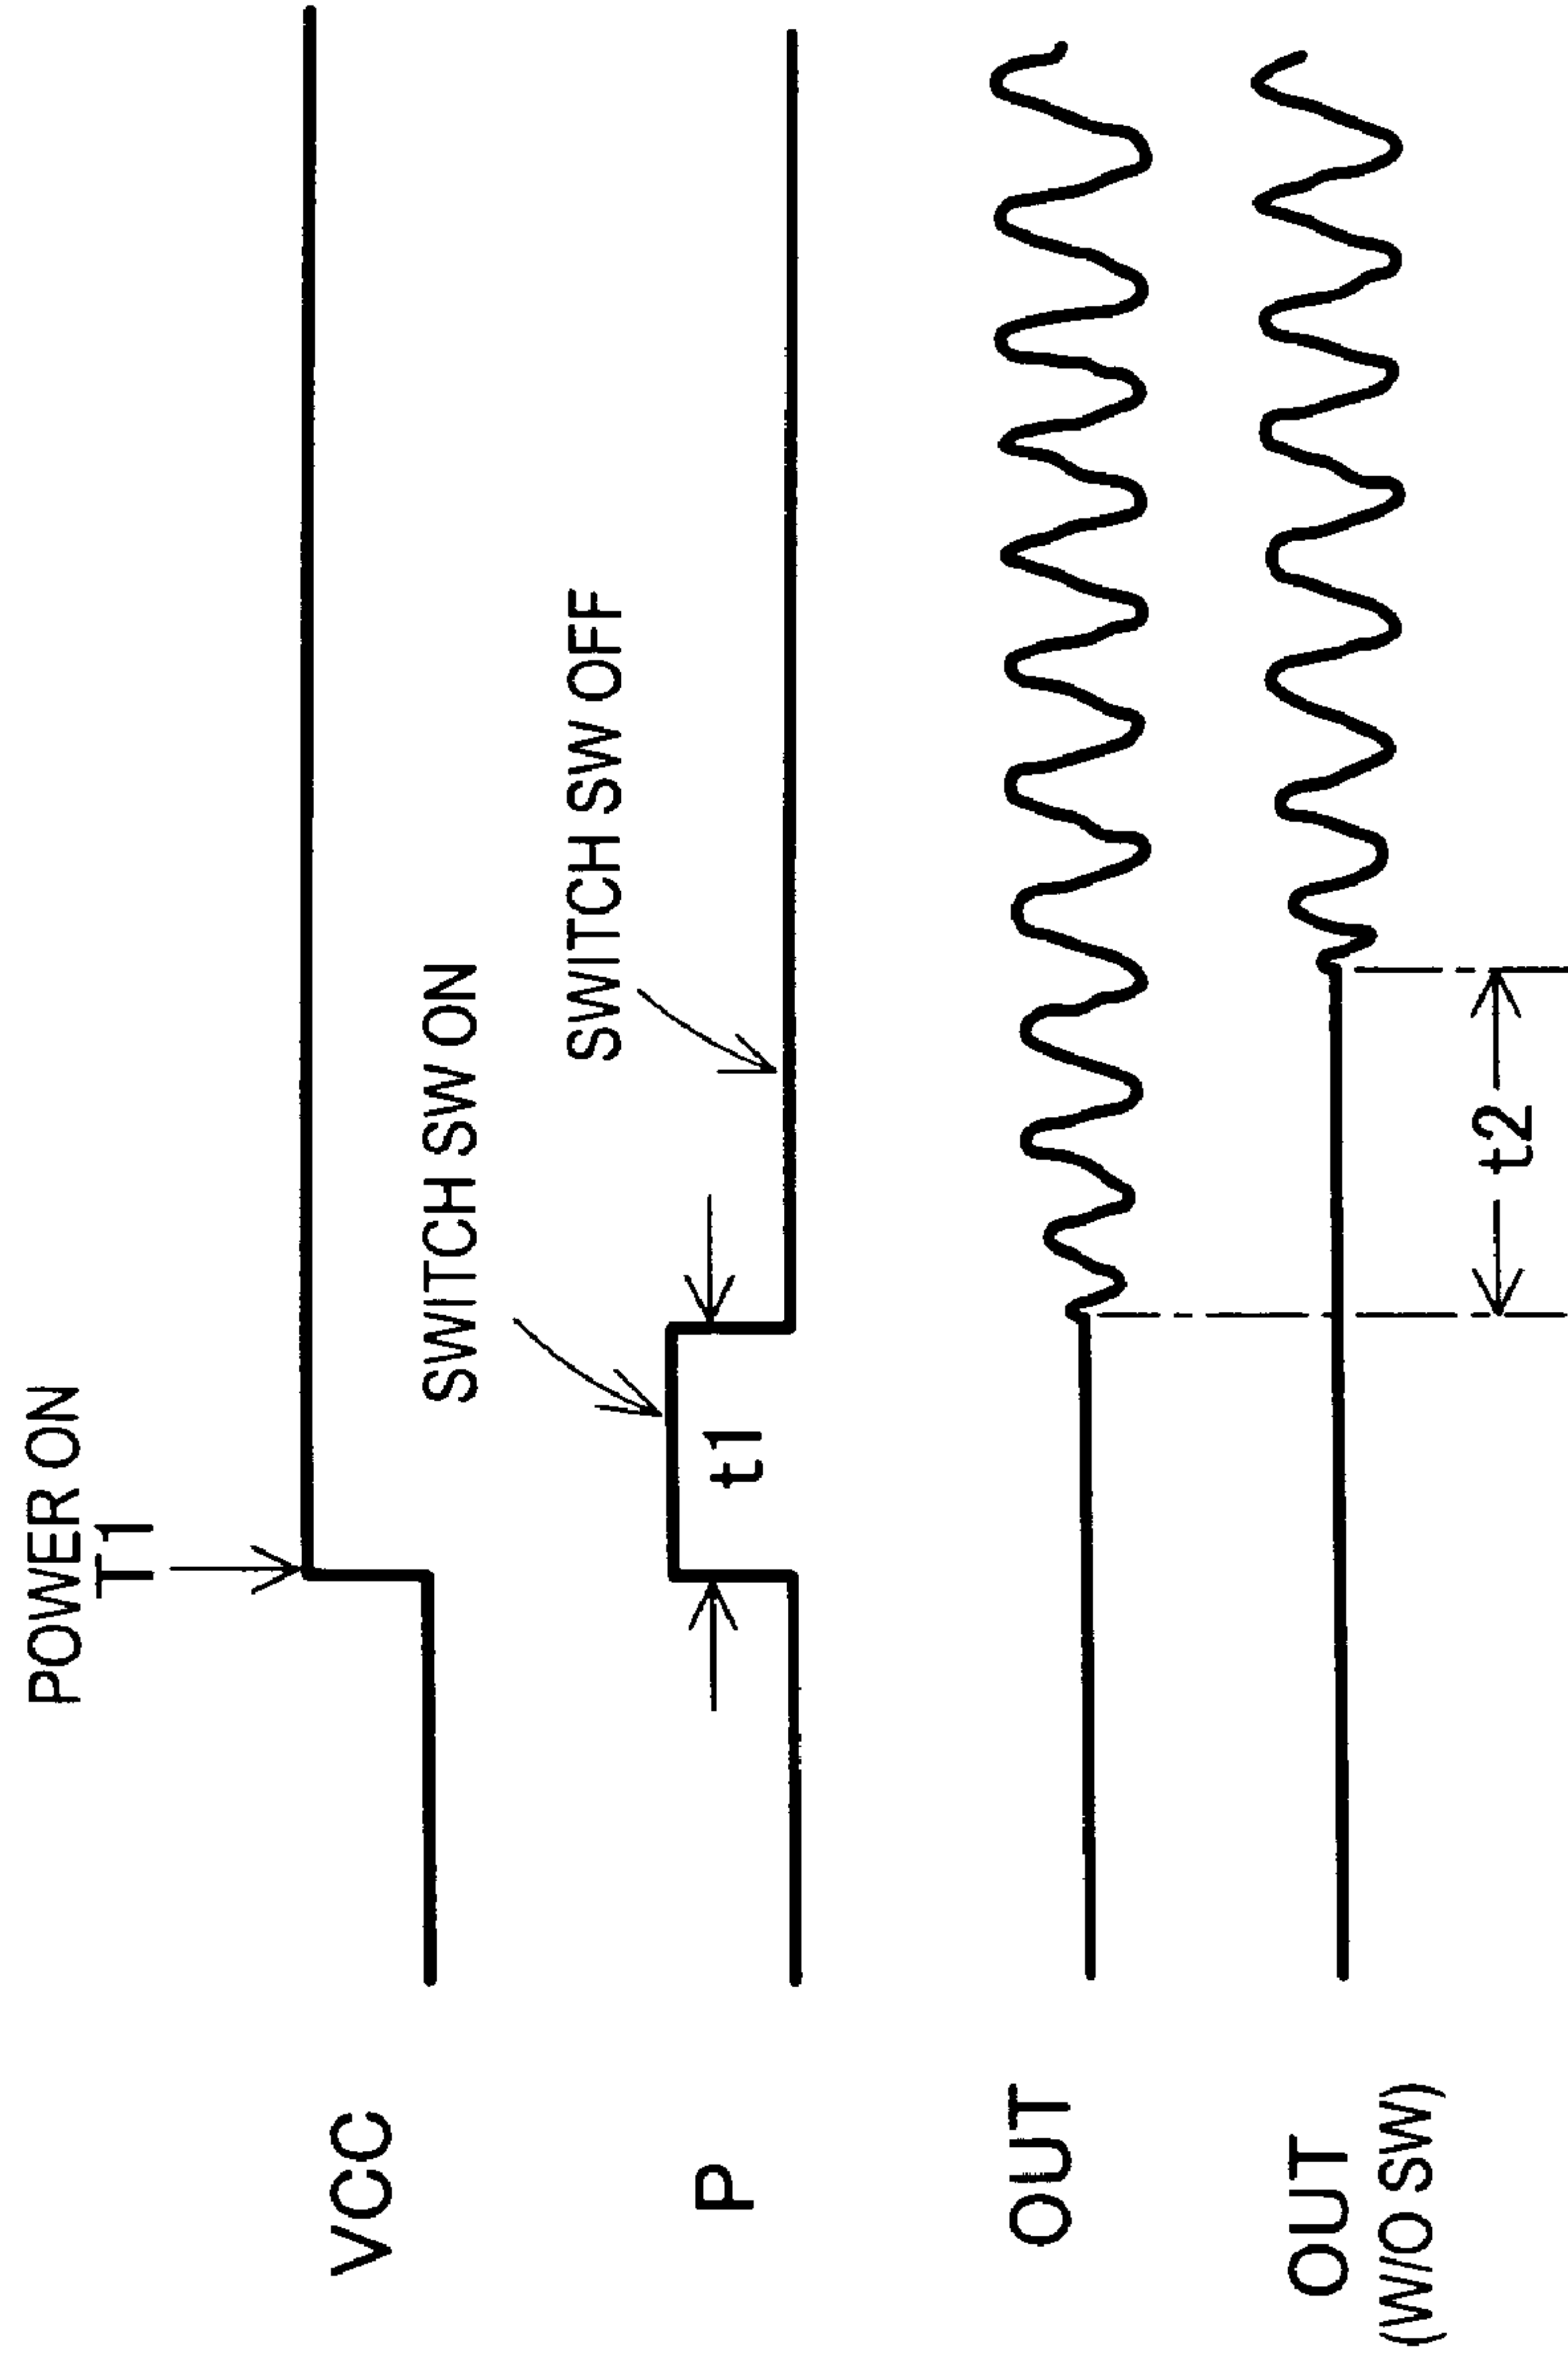 POWER ON
T1
VCC
SWITCH SW ON
SWITCH SW OFF
t1
P
OUT
OUT
(W/O SW)
t2